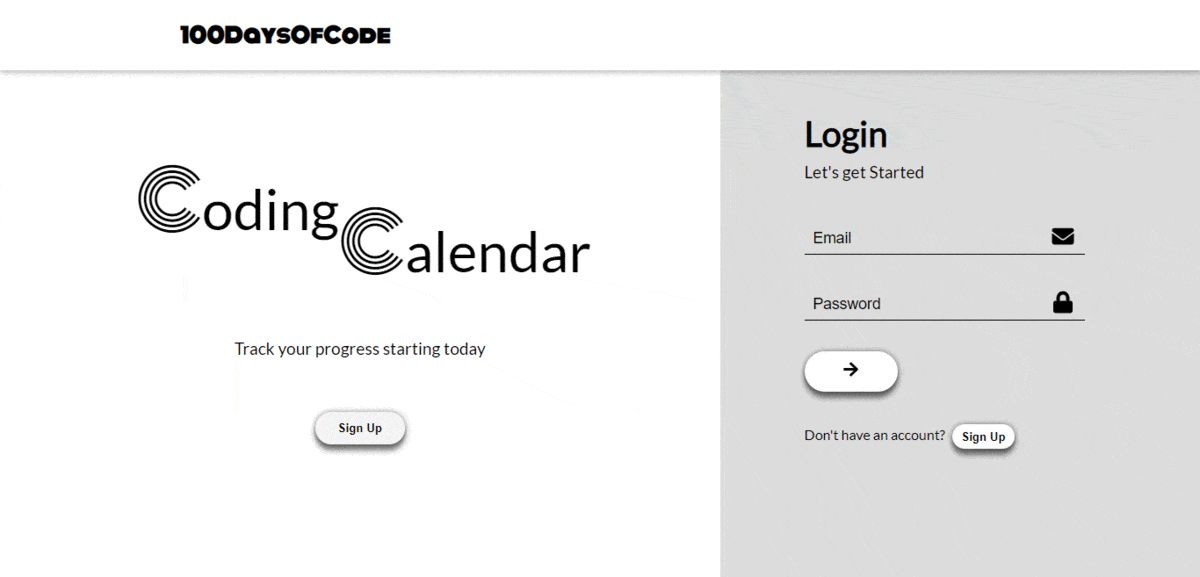 100DaysOfCode
Coding
Calendar
Track your progress starting today
Sign Up
Login
Let's get Started
Email
Password
Don't have an account? Sign Up